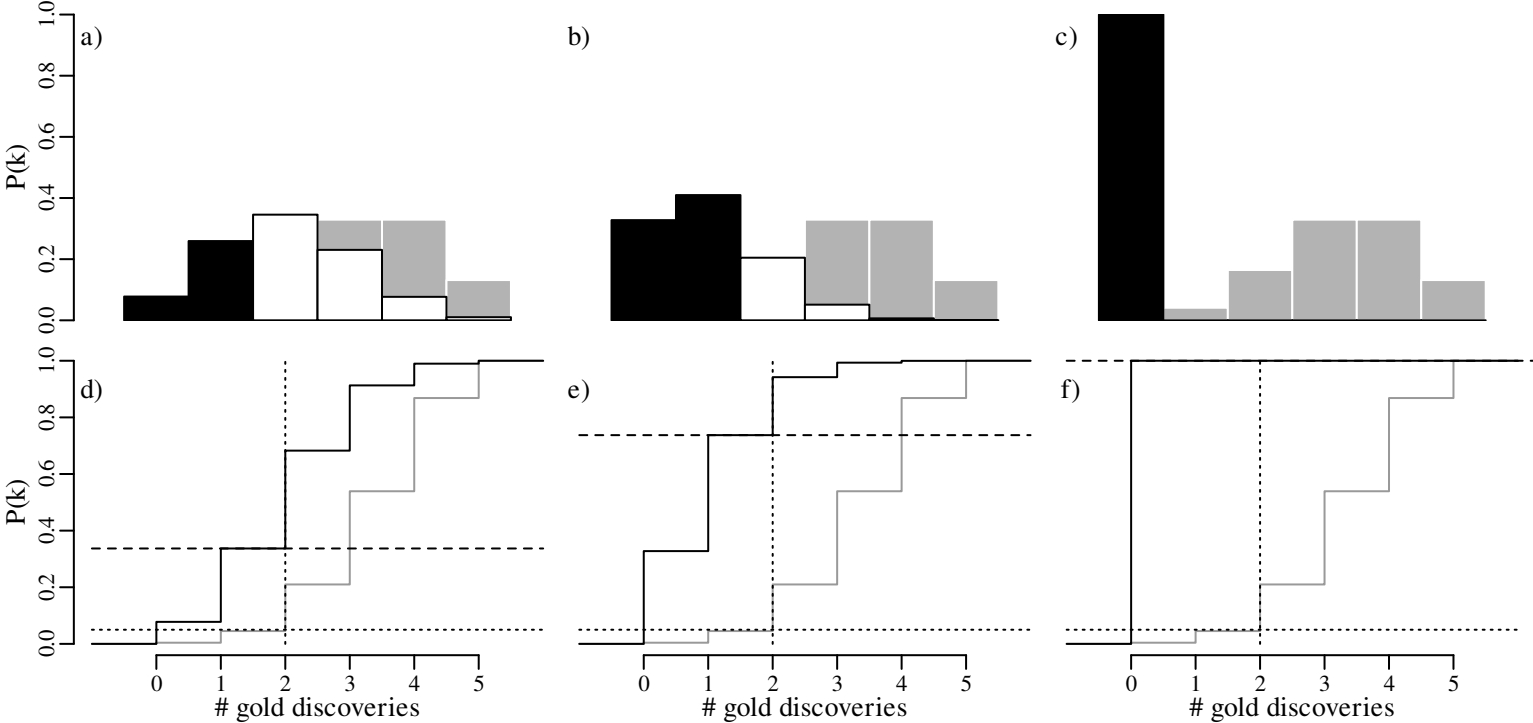 a) b) c)
P(k)
0.0 0.2 0.4 0.6 0.8 1.0
d) e) f)
P(k)
0.0 0.2 0.4 0.6 0.8 1.0
0 1 2 3 4 5 0 1 2 3 4 5 0 1 2 3 4 5
# gold discoveries # gold discoveries # gold discoveries